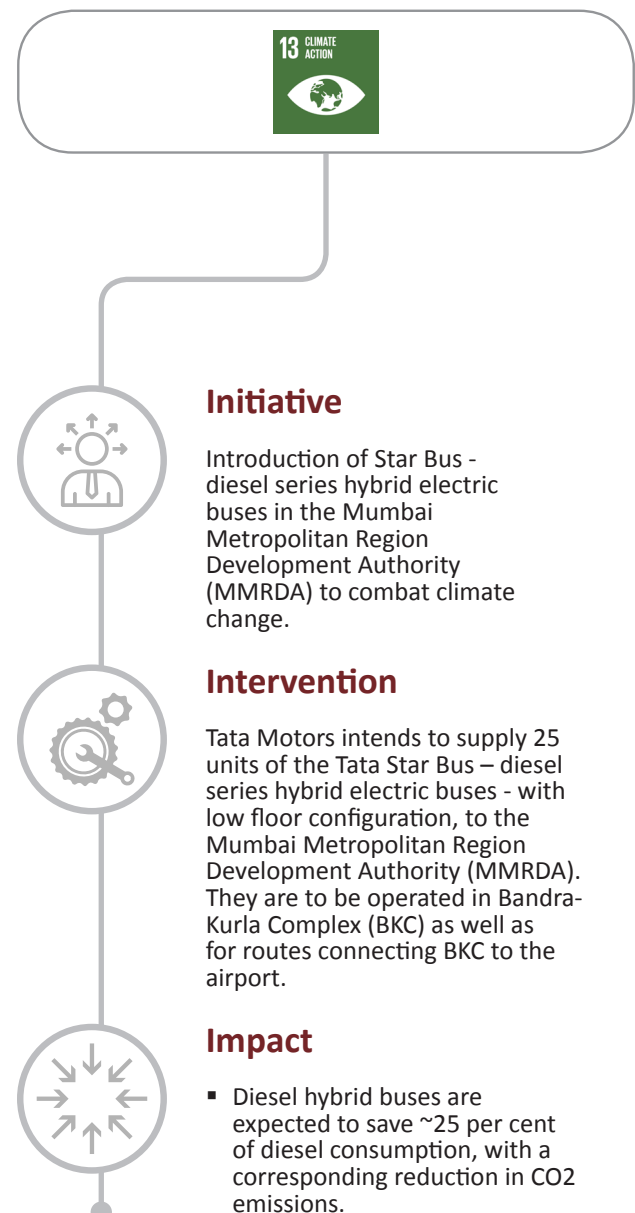 13 CLIMATE
ACTION
Initiative
Introduction of Star Bus -
diesel series hybrid electric
buses in the Mumbai
Metropolitan Region
Development Authority
(MMRDA) to combat climate
change.
Intervention
Tata Motors intends to supply 25
units of the Tata Star Bus – diesel
series hybrid electric buses - with
low floor configuration, to the
Mumbai Metropolitan Region
Development Authority (MMRDA).
They are to be operated in Bandra-
Kurla Complex (BKC) as well as
for routes connecting BKC to the
airport.
Impact
▪ Diesel hybrid buses are
expected to save ~25 per cent
of diesel consumption, with a
corresponding reduction in CO2
emissions.